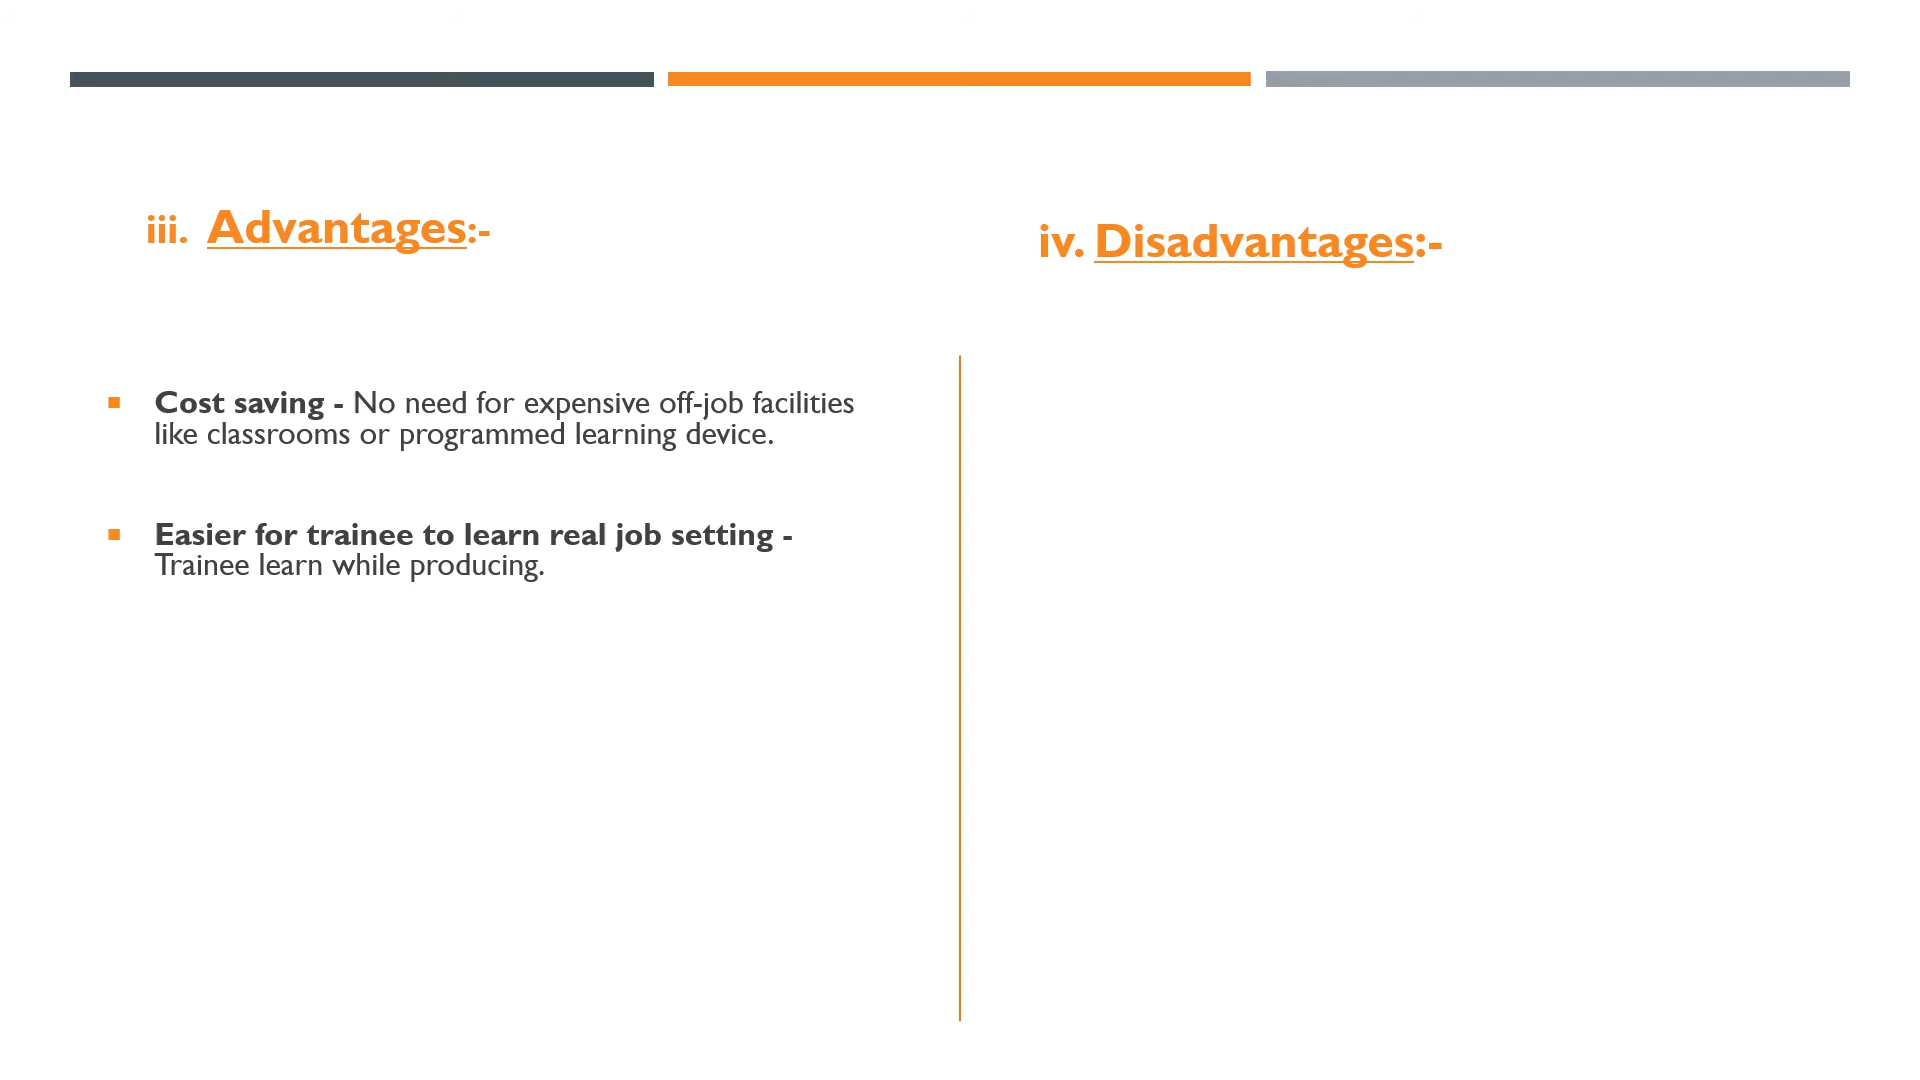 iii. Advantages:-
Cost saving - No need for expensive off-job facilities
like classrooms or programmed learning device.
Easier for trainee to learn real job setting -
Trainee learn while producing.
iv. Disadvantages:-